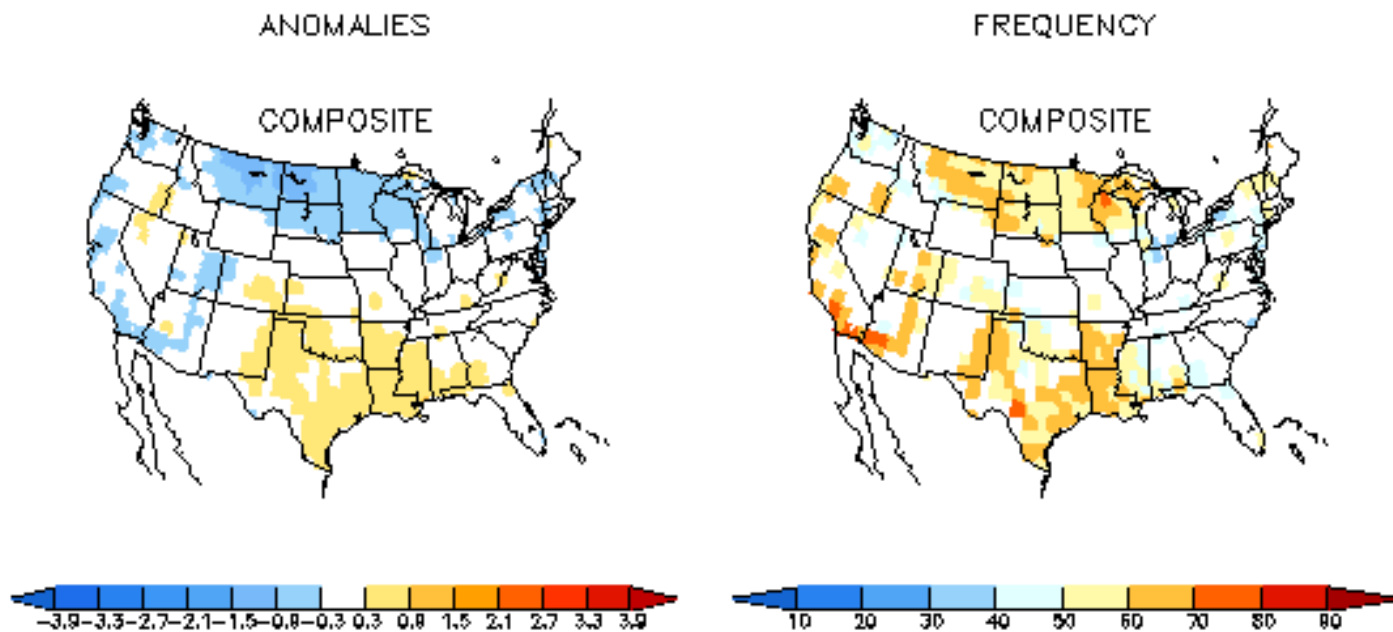 ANOMALIES
FREQUENCY
COMPOSITE
COMPOSITE
-3.9 -3.3 -2.7 -2.1 -1.5 -0.8 -0.3 0.3 0.8 1.5 2.1 2.7 3.3 3.9
10 20 30 40 50 60 70 80 90